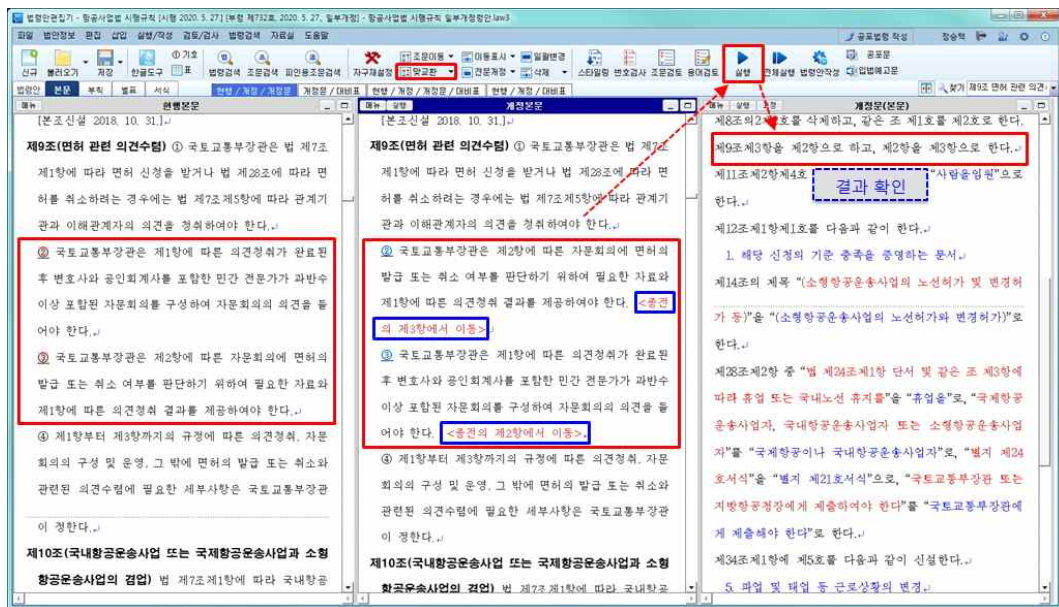 법령안편집기 - 항공사업법 시행규칙 [시행 2020. 5. 27.] [부령 제732호, 2020. 5. 27., 일부개정] - 항공사업법 시행규칙 일부개정령안.law3
파일 법안정보 편집 삽입 실행/작성 검토/검사 법령검색 자료실 도움말
공포법령 작성 정승혁
신규 불러오기 저장 한글도구 기호 표 법령검색 조문검색 파인용조문검색 자구재설정 조문이동 맞교환 이동표시 전문개정 일괄변경 삭제 스타일링 번호검사 조문검토 용어검토 실행 전체실행 법령안작성 공포문 입법예고문
법령안 본문 부칙 별표 서식 현행 / 개정 / 개정문 개정문 / 대비표 현행 / 개정 / 개정문 / 대비표 현행 / 개정 / 대비표 찾기 제9조 면허 관련 의견
메뉴 현행본문
[본조신설 2018. 10. 31.]
제9조(면허 관련 의견수렴) ① 국토교통부장관은 법 제7조
제1항에 따라 면허 신청을 받거나 법 제28조에 따라 면
허를 취소하려는 경우에는 법 제7조제5항에 따라 관계기
관과 이해관계자의 의견을 청취하여야 한다.
② 국토교통부장관은 제1항에 따른 의견청취가 완료된
후 변호사와 공인회계사를 포함한 민간 전문가가 과반수
이상 포함된 자문회의를 구성하여 자문회의의 의견을 들
어야 한다.
③ 국토교통부장관은 제2항에 따른 자문회의에 면허의
발급 또는 취소 여부를 판단하기 위하여 필요한 자료와
제1항에 따른 의견청취 결과를 제공하여야 한다.
④ 제1항부터 제3항까지의 규정에 따른 의견청취, 자문
회의의 구성 및 운영, 그 밖에 면허의 발급 또는 취소와
관련된 의견수렴에 필요한 세부사항은 국토교통부장관
이 정한다.
제10조(국내항공운송사업 또는 국제항공운송사업과 소형
항공운송사업의 겸업) 법 제7조제1항에 따라 국내항공
메뉴 실행 개정본문
[본조신설 2018. 10. 31.]
제9조(면허 관련 의견수렴) ① 국토교통부장관은 법 제7조
제1항에 따라 면허 신청을 받거나 법 제28조에 따라 면
허를 취소하려는 경우에는 법 제7조제5항에 따라 관계기
관과 이해관계자의 의견을 청취하여야 한다.
② 국토교통부장관은 제2항에 따른 자문회의에 면허의
발급 또는 취소 여부를 판단하기 위하여 필요한 자료와
제1항에 따른 의견청취 결과를 제공하여야 한다. <종전
의 제3항에서 이동>
③ 국토교통부장관은 제1항에 따른 의견청취가 완료된
후 변호사와 공인회계사를 포함한 민간 전문가가 과반수
이상 포함된 자문회의를 구성하여 자문회의의 의견을 들
어야 한다. <종전의 제2항에서 이동>
④ 제1항부터 제3항까지의 규정에 따른 의견청취, 자문
회의의 구성 및 운영, 그 밖에 면허의 발급 또는 취소와
관련된 의견수렴에 필요한 세부사항은 국토교통부장관
이 정한다.
제10조(국내항공운송사업 또는 국제항공운송사업과 소형
항공운송사업의 겸업) 법 제7조제1항에 따라 국내항공
메뉴 실행 개정문(본문)
제8조의2제2호를 삭제하고, 같은 조 제1호를 제2호로 한다.
제9조제3항을 제2항으로 하고, 제2항을 제3항으로 한다.
제11조제2항제4호 "사람을임원"으로
결과 확인
한다.
제12조제1항제1호를 다음과 같이 한다.
1. 해당 신청의 기준 충족을 증명하는 문서
제14조의 제목 "(소형항공운송사업의 노선허가 및 변경허
가 등)"을 "(소형항공운송사업의 노선허가와 변경허가)"로
한다.
제28조제2항 중 "법 제24조제1항 단서 및 같은 조 제3항에
따라 휴업 또는 국내노선 휴지를"을 "휴업을"로, "국제항공
운송사업자, 국내항공운송사업자 또는 소형항공운송사업
자"를 "국제항공이나 국내항공운송사업자"로, "별지 제24
호서식"을 "별지 제21호서식"으로, "국토교통부장관 또는
지방항공청장에게 제출하여야 한다"를 "국토교통부장관에
게 제출해야 한다"로 한다.
제34조제1항에 제5호를 다음과 같이 신설한다.
5. 파업 및 태업 등 근로상황의 변경